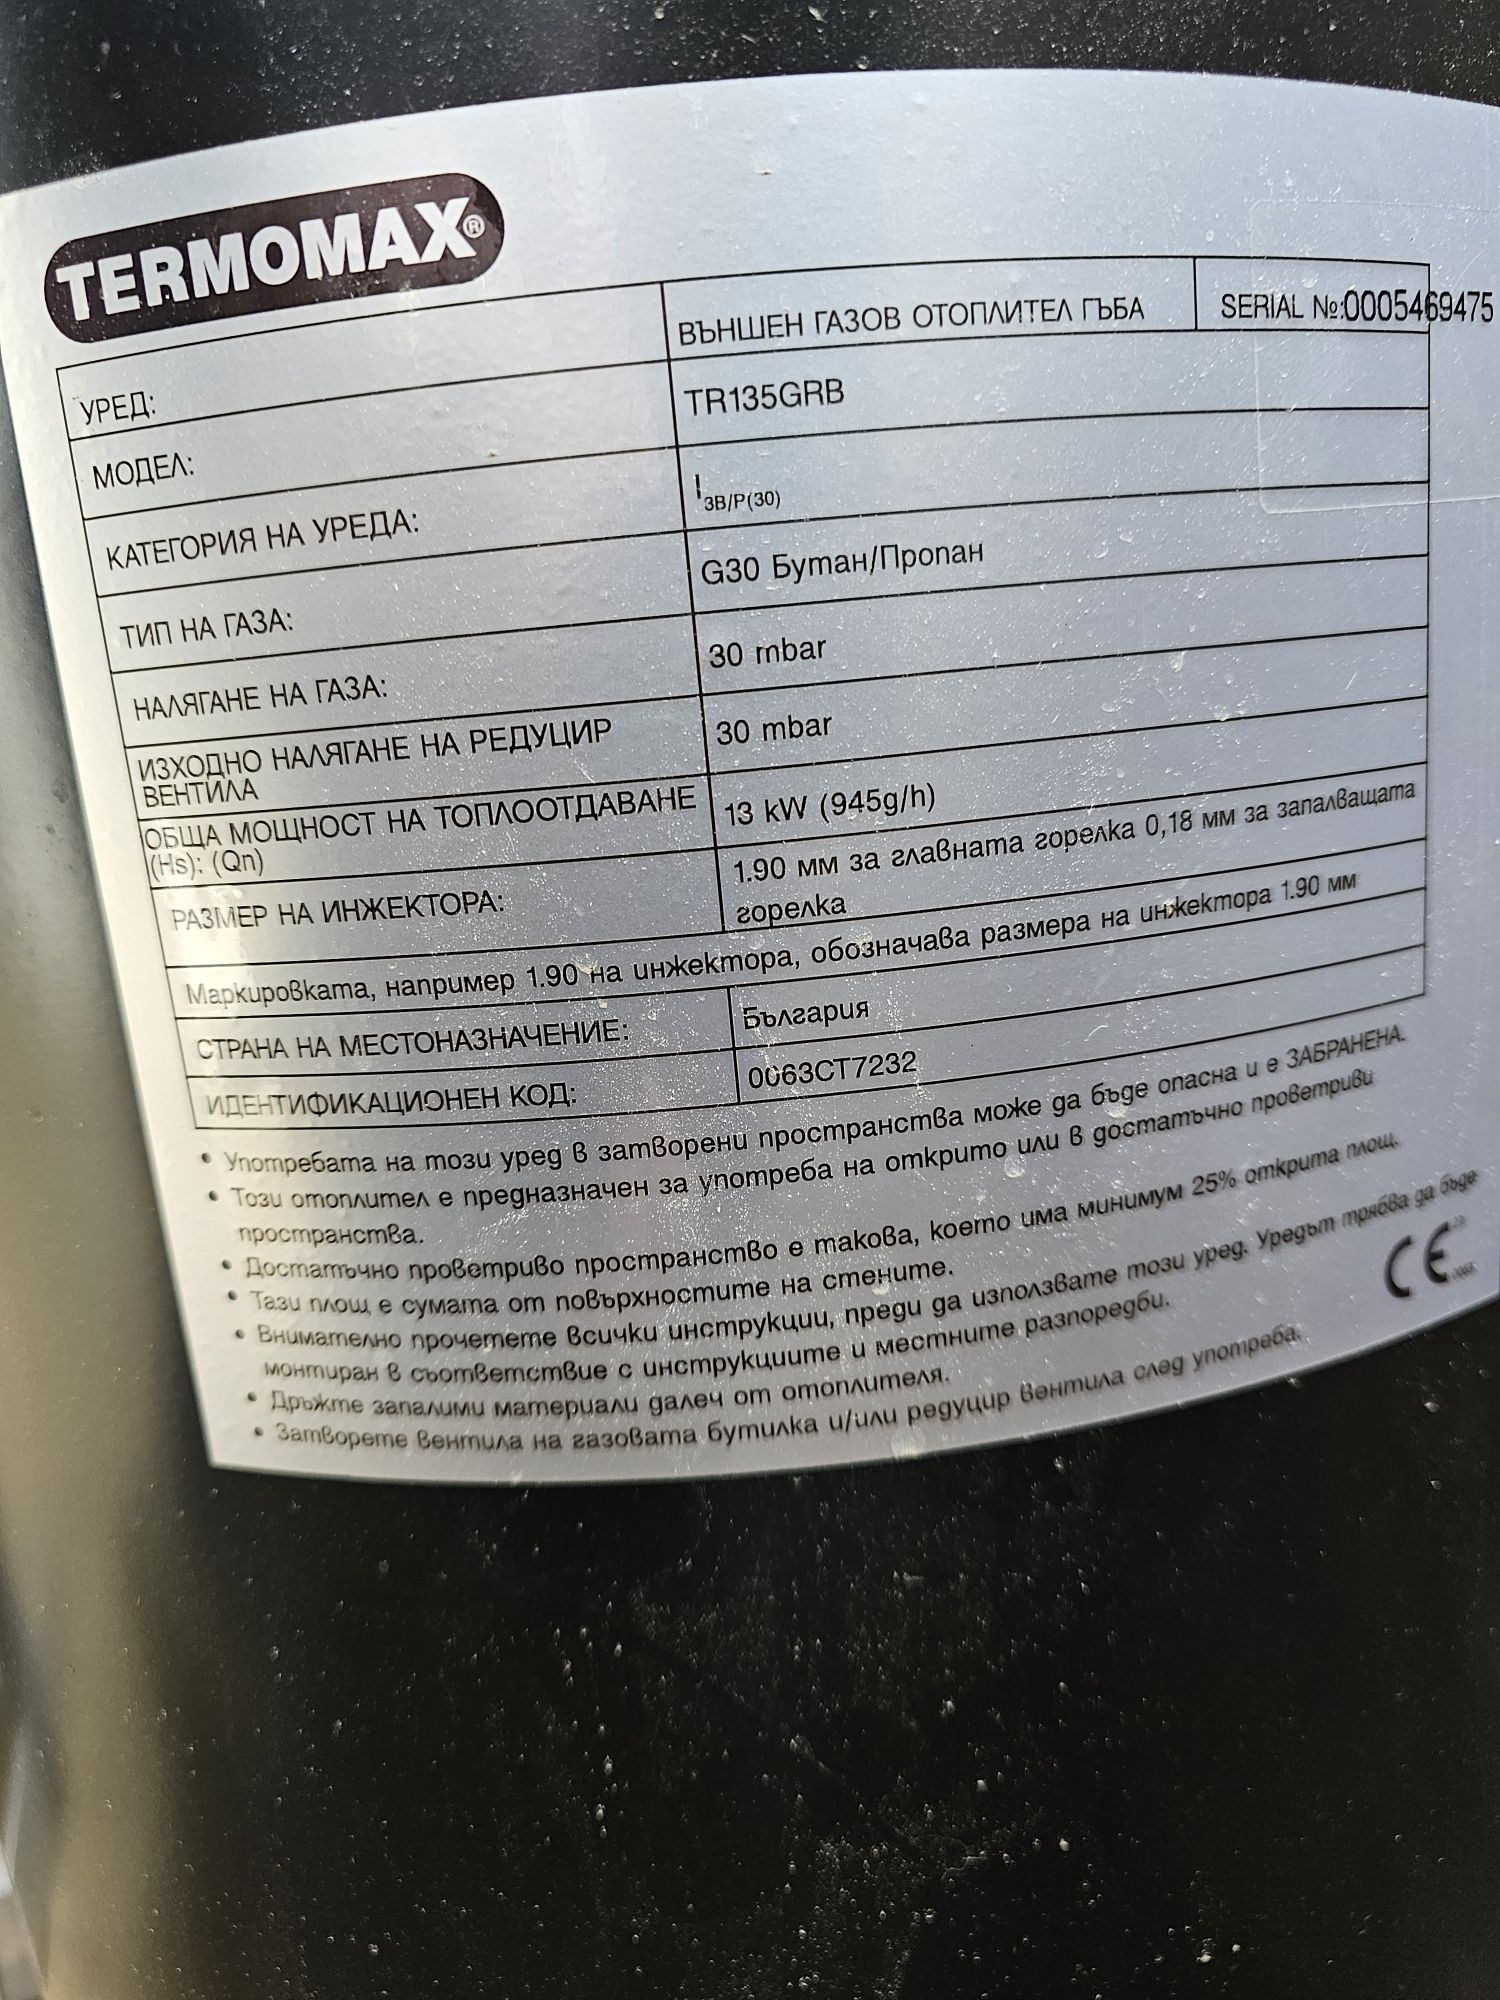 TERMOMAX®
УРЕД: ВЪНШЕН ГАЗОВ ОТОПЛИТЕЛ ГЪБА SERIAL №:0005469475
МОДЕЛ: TR135GRB
КАТЕГОРИЯ НА УРЕДА: I3B/P(30)
ТИП НА ГАЗА: G30 Бутан/Пропан
НАЛЯГАНЕ НА ГАЗА: 30 mbar
ИЗХОДНО НАЛЯГАНЕ НА РЕДУЦИР
ВЕНТИЛА
30 mbar
ОБЩА МОЩНОСТ НА ТОПЛООТДАВАНЕ
(Hs): (Qn)
13 kW (945g/h)
РАЗМЕР НА ИНЖЕКТОРА:
1.90 мм за главната горелка 0,18 мм за запалващата
горелка
Маркировката, например 1.90 на инжектора, обозначава размера на инжектора 1.90 мм
СТРАНА НА МЕСТОНАЗНАЧЕНИЕ: България
ИДЕНТИФИКАЦИОНЕН КОД: 0063CT7232
• Употребата на този уред в затворени пространства може да бъде опасна и е ЗАБРАНЕНА.
• Този отоплител е предназначен за употреба на открито или в достатъчно проветриви
пространства.
• Достатъчно проветриво пространство е такова, което има минимум 25% открита площ.
• Тази площ е сумата от повърхностите на стените.
• Внимателно прочетете всички инструкции, преди да използвате този уред. Уредът трябва да бъде
монтиран в съответствие с инструкциите и местните разпоредби.
• Дръжте запалими материали далеч от отоплителя.
• Затворете вентила на газовата бутилка и/или редуцир вентила след употреба.
CE